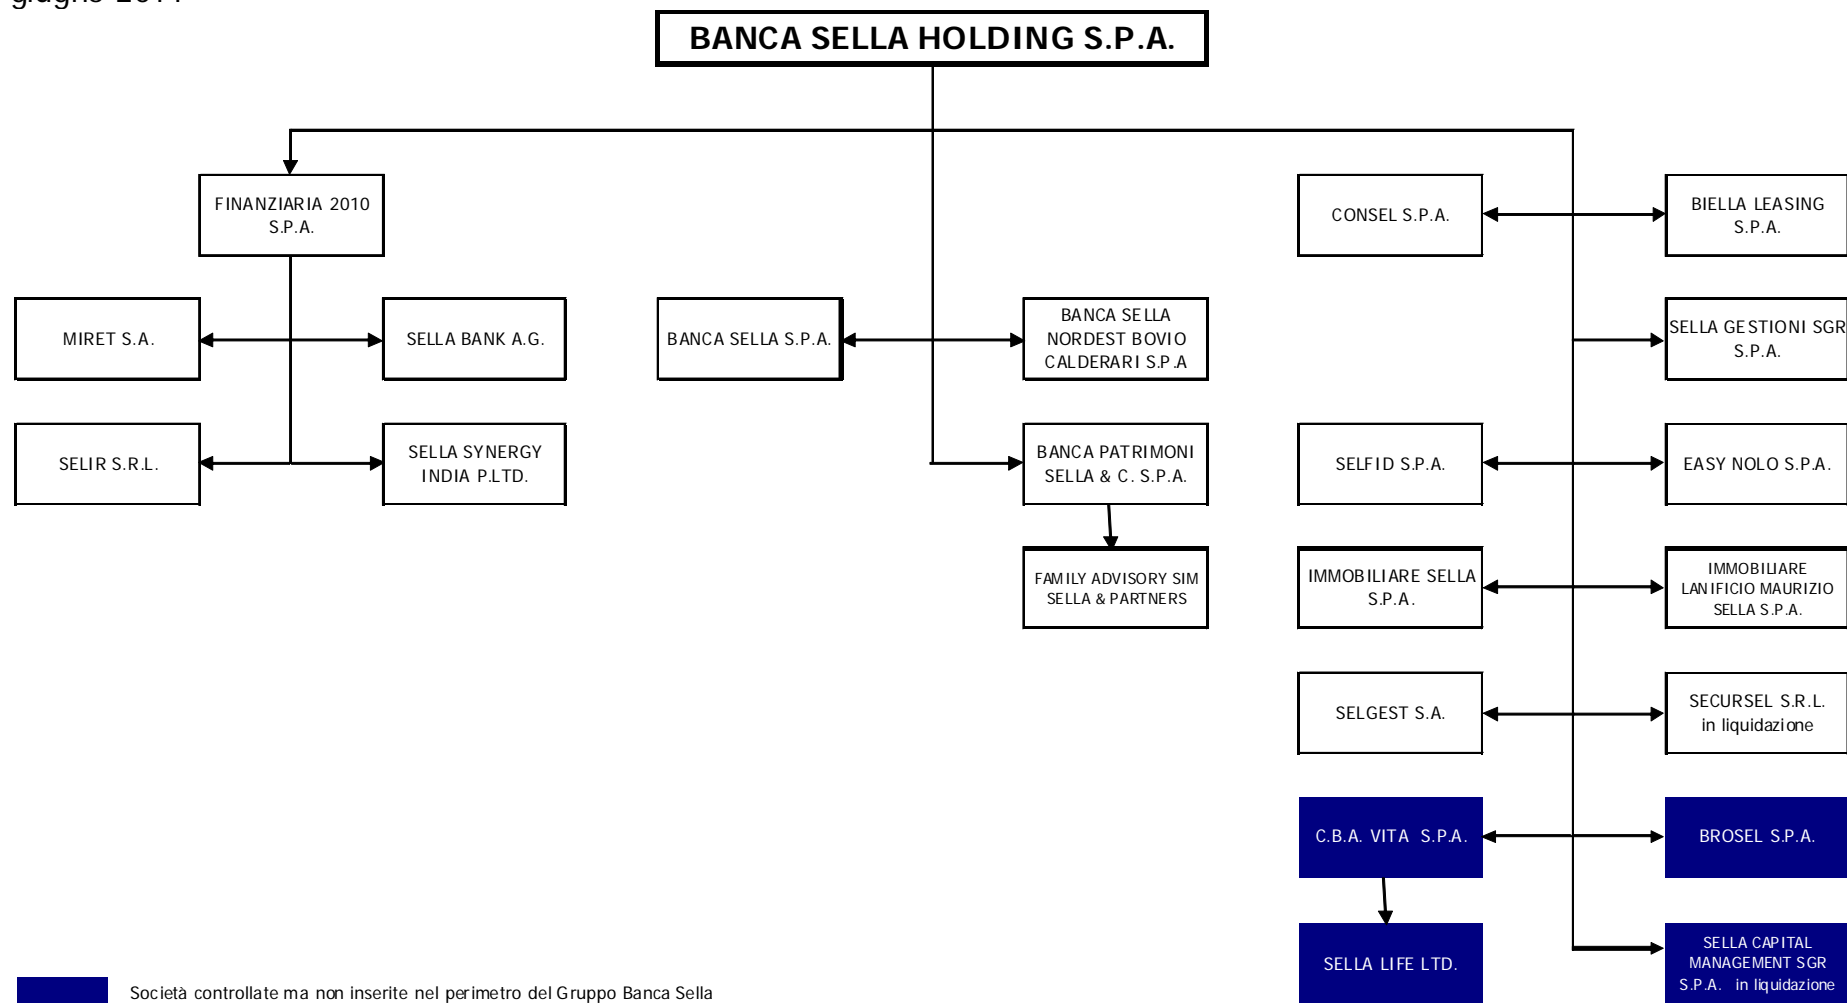 BANCA SELLA HOLDING S.P.A.
FINANZIARIA 2010
S.P.A.
CONSEL S.P.A.
BIELLA LEASING
S.P.A.
MIRET S.A.
SELLA BANK A.G.
BANCA SELLA S.P.A.
BANCA SELLA
NORDEST BOVIO
CALDERARI S.P.A
SELLA GESTIONI SGR
S.P.A.
SELIR S.R.L.
SELLA SYNERGY
INDIA P.LTD.
BANCA PATRIMONI
SELLA & C. S.P.A.
SELFID S.P.A.
EASY NOLO S.P.A.
FAMILY ADVISORY SIM
SELLA & PARTNERS
IMMOBILIARE SELLA
S.P.A.
IMMOBILIARE
LANIFICIO MAURIZIO
SELLA S.P.A.
SELGEST S.A.
SECURSEL S.R.L.
in liquidazione
C.B.A. VITA S.P.A.
BROSEL S.P.A.
SELLA LIFE LTD.
SELLA CAPITAL
MANAGEMENT SGR
S.P.A. in liquidazione
Società controllate ma non inserite nel perimetro del Gruppo Banca Sella